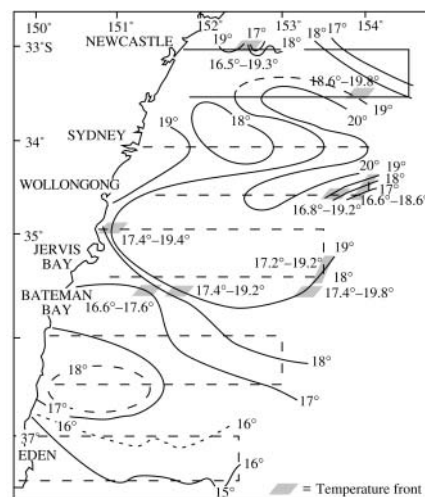 150° 151° 152° 153° 154°
33°S
NEWCASTLE
19° 17° 18° 18° 17°
16.5°–19.3°
18.6°–19.8°
19°
20°
34°
SYDNEY
19° 18°
WOLLONGONG
20° 19°
18°
17°
16.6°–18.6°
16.8°–19.2°
35°
17.4°–19.4°
JERVIS
BAY
17.2°–19.2°
19°
18°
BATEMAN
BAY
16.6°–17.6°
17.4°–19.2°
17.4°–19.8°
18°
17°
18°
17°
16°
16°
37°
EDEN
16°
15°
= Temperature front